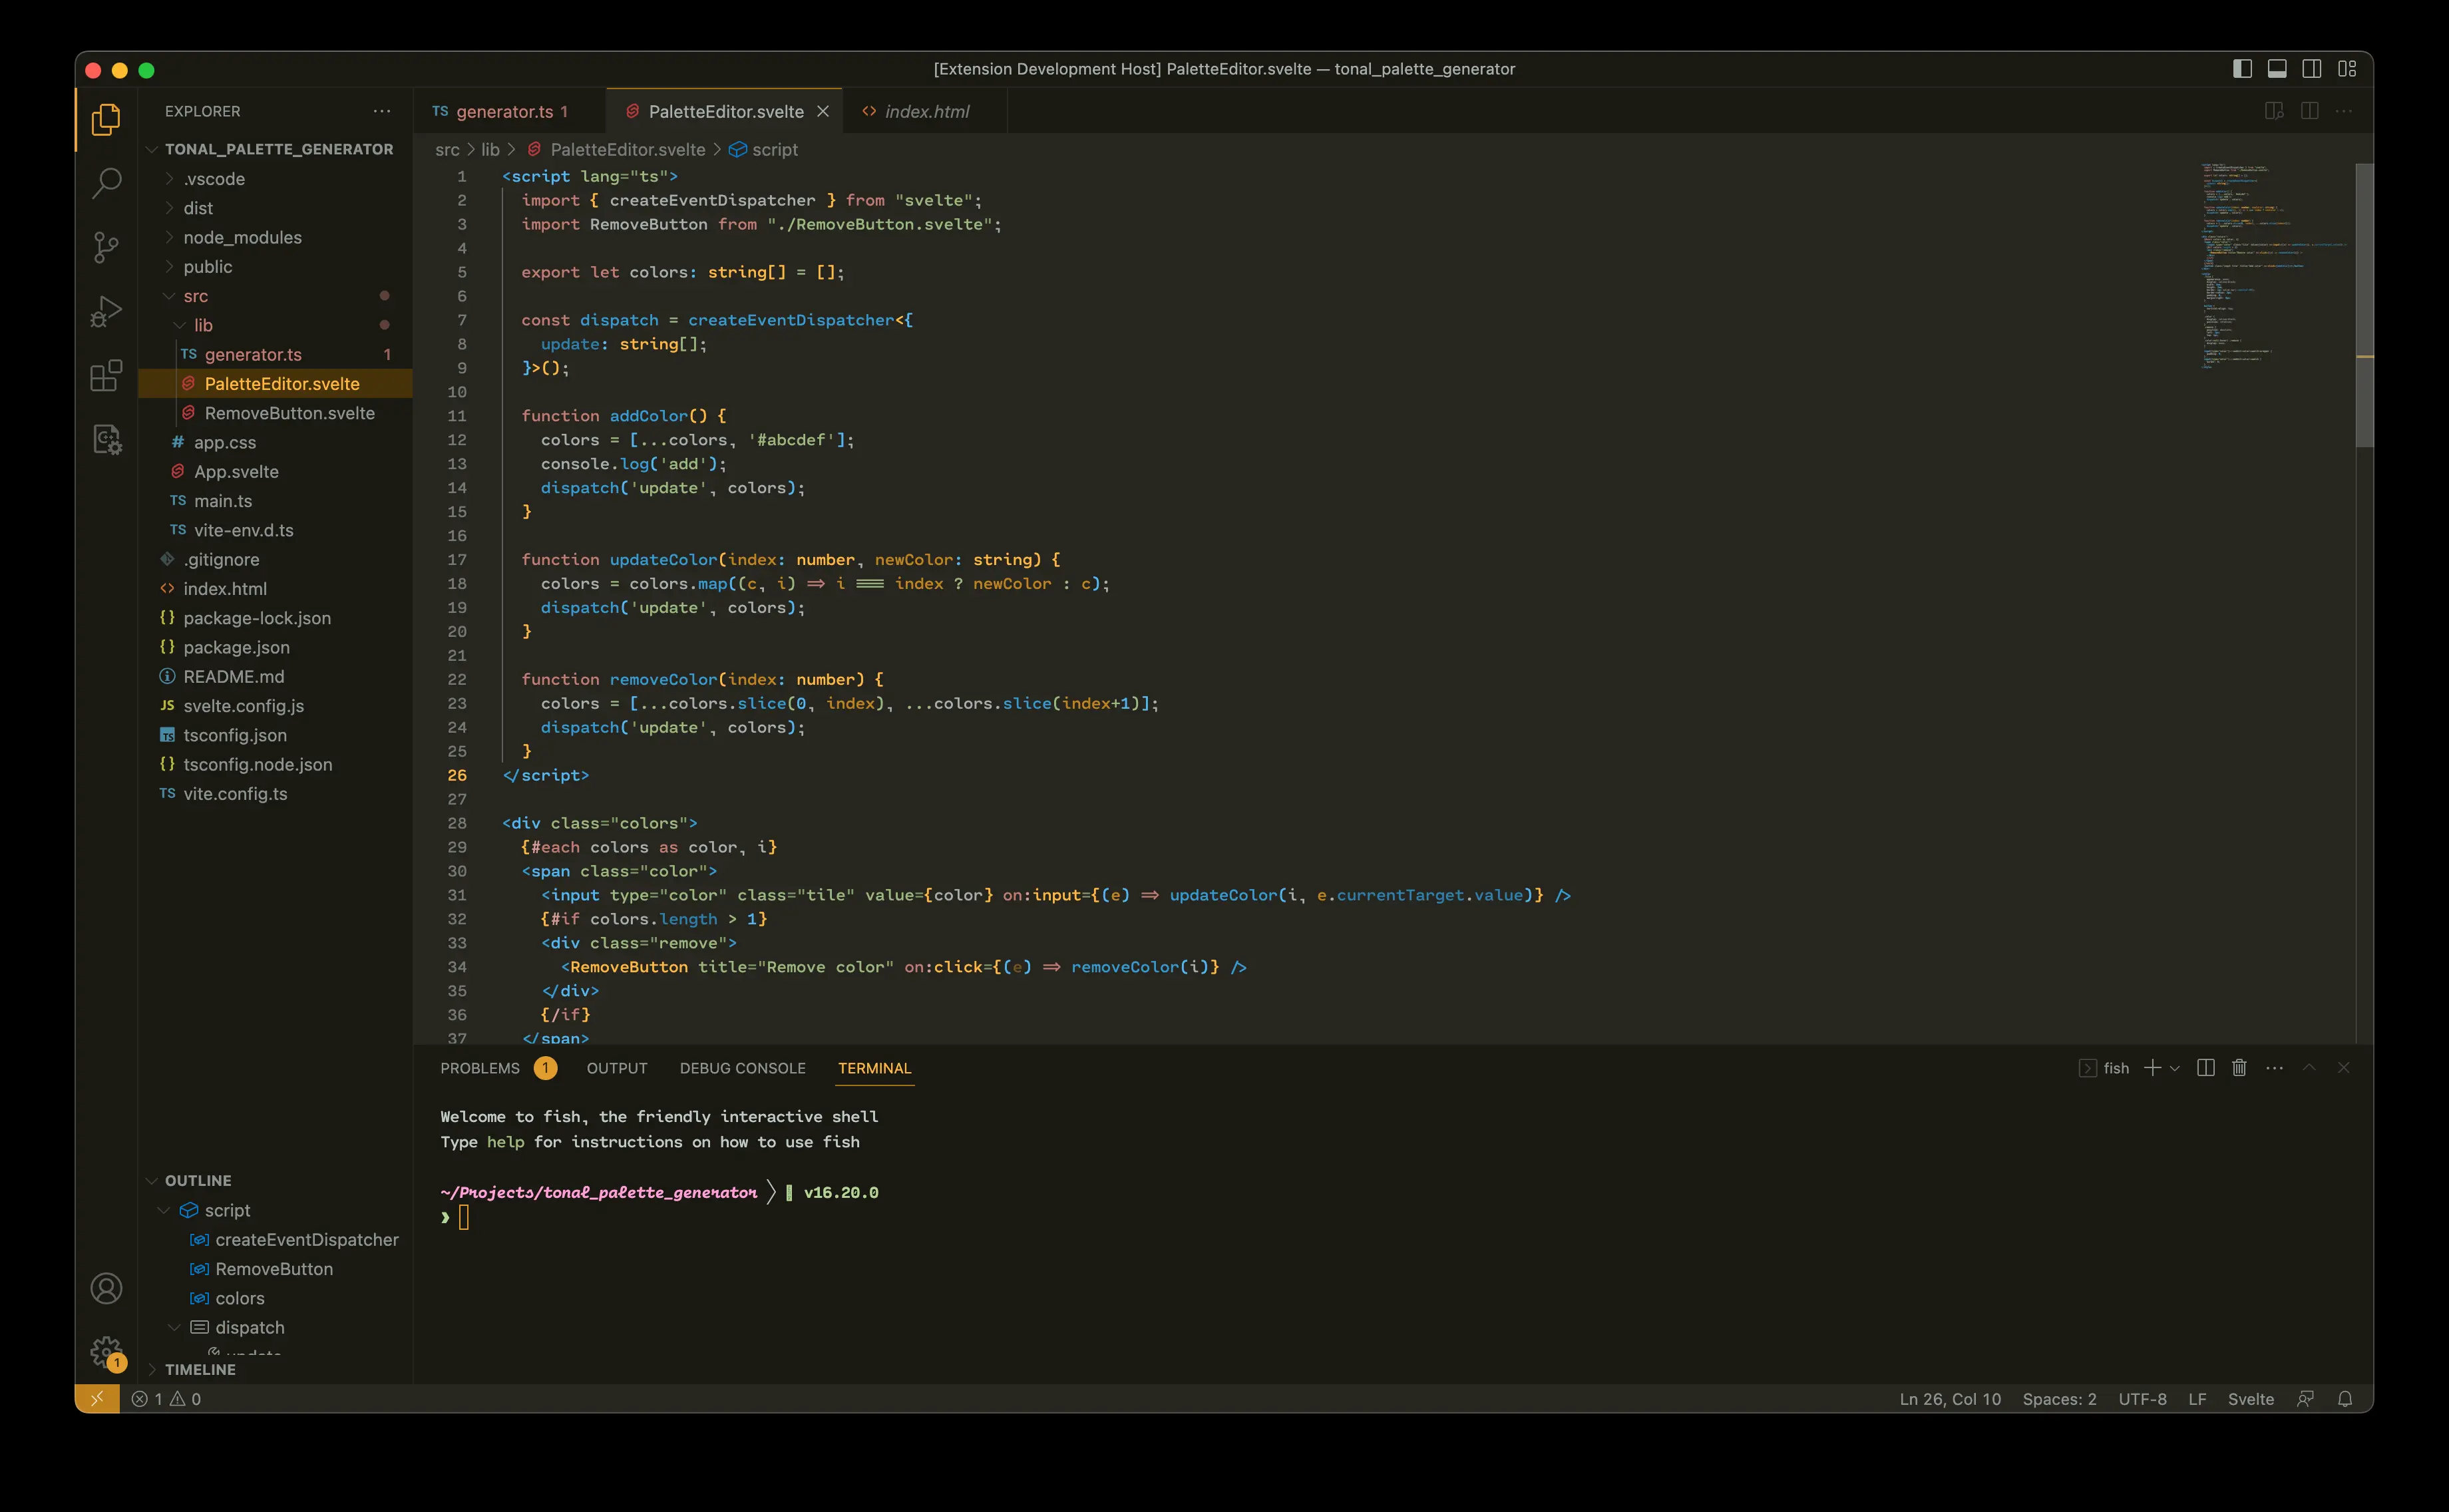 [Extension Development Host] PaletteEditor.svelte — tonal_palette_generator
EXPLORER
TONAL_PALETTE_GENERATOR
.vscode
dist
node_modules
public
src
lib
TS generator.ts 1
PaletteEditor.svelte
RemoveButton.svelte
# app.css
App.svelte
TS main.ts
TS vite-env.d.ts
.gitignore
<> index.html
{} package-lock.json
{} package.json
README.md
JS svelte.config.js
TS tsconfig.json
{} tsconfig.node.json
TS vite.config.ts
OUTLINE
script
createEventDispatcher
RemoveButton
colors
dispatch
update
TIMELINE
1
TS generator.ts 1
PaletteEditor.svelte
<> index.html
src > lib > PaletteEditor.svelte > script
1 <script lang="ts">
2 import { createEventDispatcher } from "svelte";
3 import RemoveButton from "./RemoveButton.svelte";
4
5 export let colors: string[] = [];
6
7 const dispatch = createEventDispatcher<{
8 update: string[];
9 }>();
10
11 function addColor() {
12 colors = [...colors, '#abcdef'];
13 console.log('add');
14 dispatch('update', colors);
15 }
16
17 function updateColor(index: number, newColor: string) {
18 colors = colors.map((c, i) => i === index ? newColor : c);
19 dispatch('update', colors);
20 }
21
22 function removeColor(index: number) {
23 colors = [...colors.slice(0, index), ...colors.slice(index+1)];
24 dispatch('update', colors);
25 }
26 </script>
27
28 <div class="colors">
29 {#each colors as color, i}
30 <span class="color">
31 <input type="color" class="tile" value={color} on:input={(e) => updateColor(i, e.currentTarget.value)} />
32 {#if colors.length > 1}
33 <div class="remove">
34 <RemoveButton title="Remove color" on:click={(e) => removeColor(i)} />
35 </div>
36 {/if}
37 </span>
PROBLEMS 1 OUTPUT DEBUG CONSOLE TERMINAL
fish
Welcome to fish, the friendly interactive shell
Type help for instructions on how to use fish
~/Projects/tonal_palette_generator v16.20.0
❯
1 0
Ln 26, Col 10 Spaces: 2 UTF-8 LF Svelte